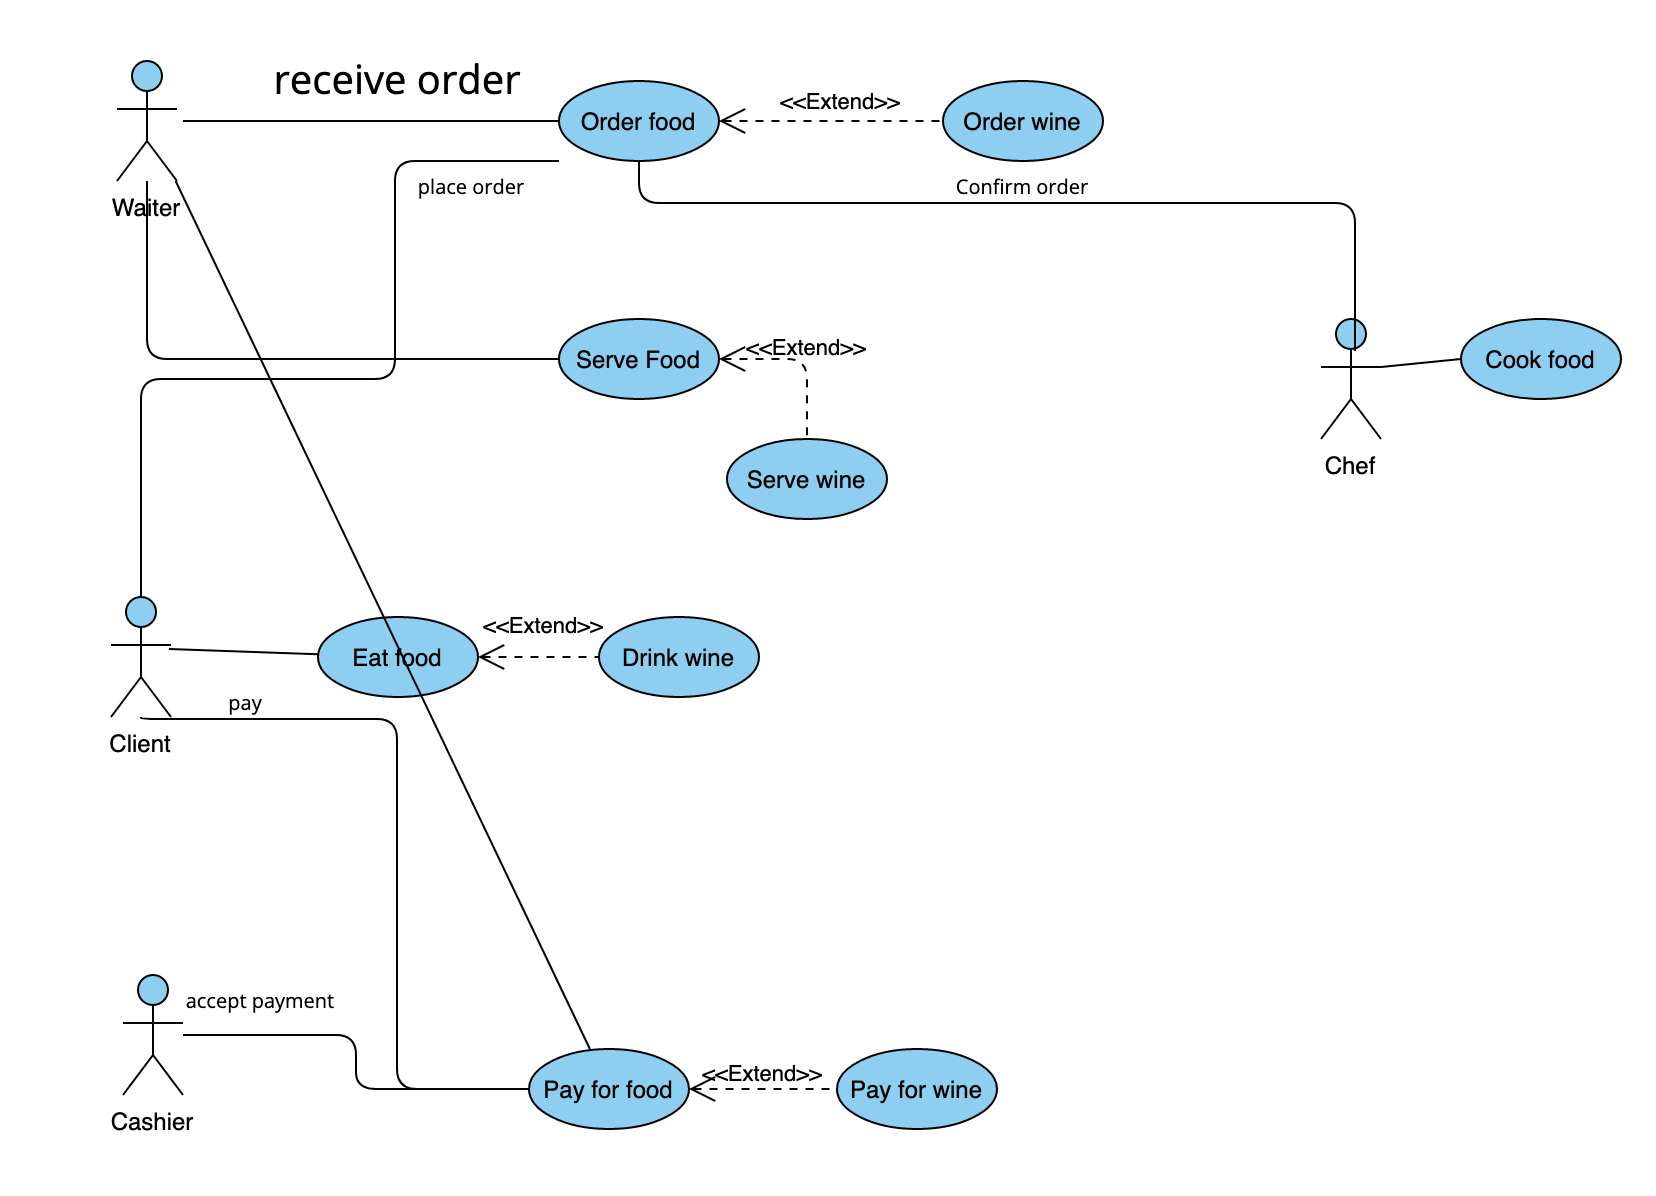 receive order
Order food
<<Extend>>
Order wine
Waiter
place order
Confirm order
Serve Food
<<Extend>>
Cook food
Serve wine
Chef
Eat food
<<Extend>>
Drink wine
pay
Client
accept payment
Pay for food
<<Extend>>
Pay for wine
Cashier